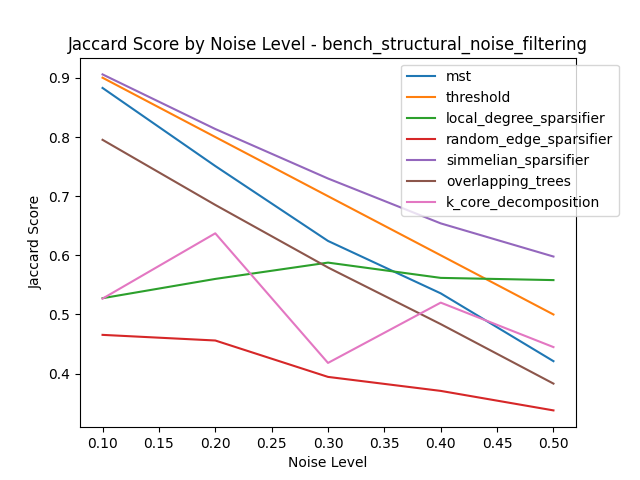 Jaccard Score by Noise Level - bench_structural_noise_filtering
mst
threshold
local_degree_sparsifier
random_edge_sparsifier
simmelian_sparsifier
overlapping_trees
k_core_decomposition
Jaccard Score
0.9
0.8
0.7
0.6
0.5
0.4
0.10 0.15 0.20 0.25 0.30 0.35 0.40 0.45 0.50
Noise Level